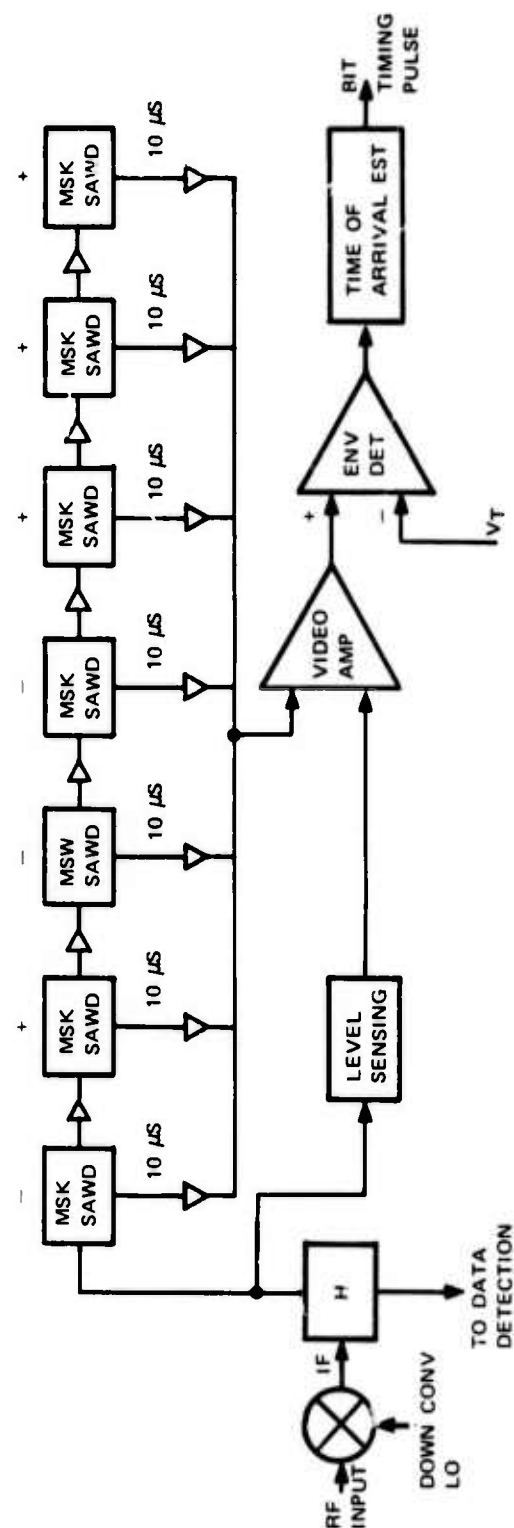 − + − − + + +
MSK MSK MSW MSK MSK MSK MSK
SAWD SAWD SAWD SAWD SAWD SAWD SAWD
10 µs 10 µs 10 µs 10 µs 10 µs 10 µs 10 µs
RF
INPUT
DOWN CONV
LO
IF
H
TO DATA
DETECTION
LEVEL
SENSING
VIDEO
AMP
+
−
ENV
DET
VT
TIME OF
ARRIVAL EST
BIT
TIMING
PULSE